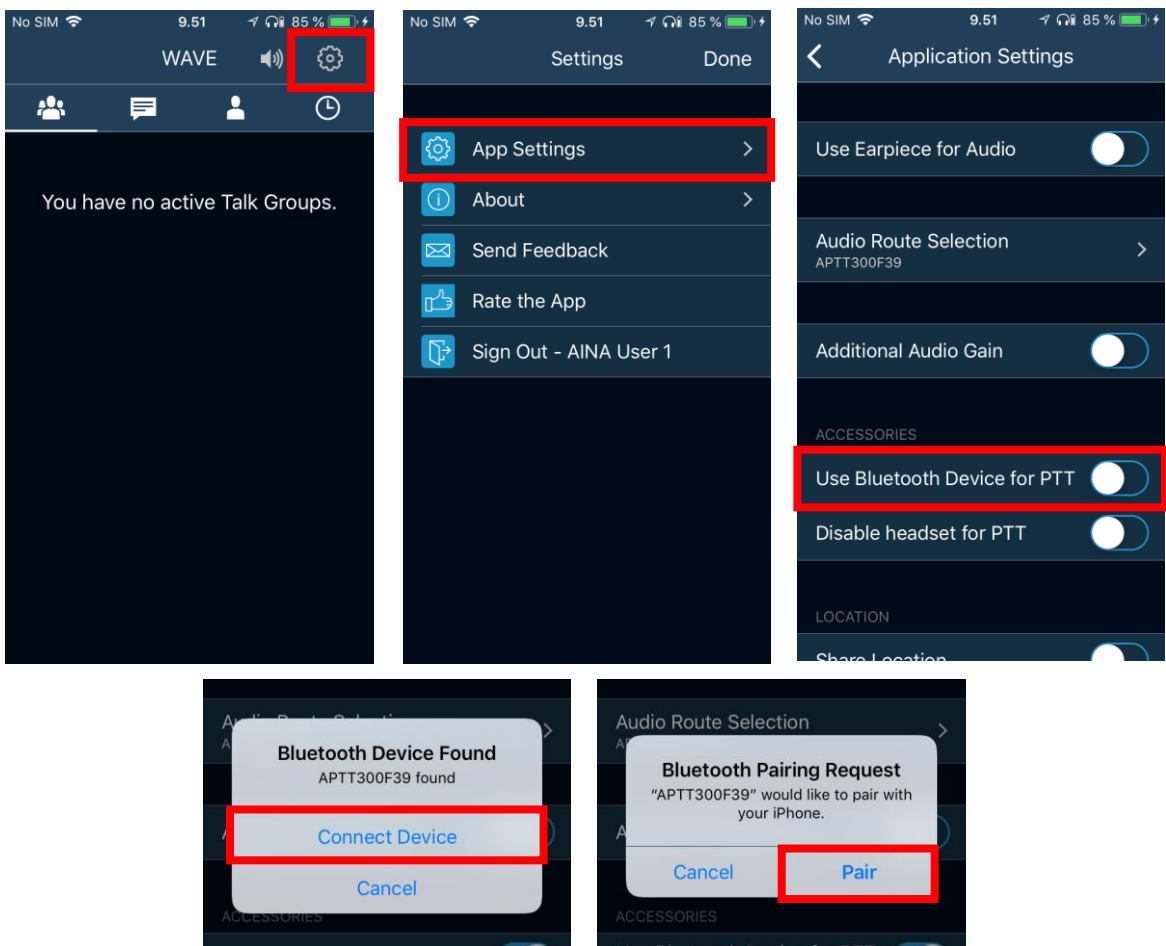 No SIM 9.51 85 %
WAVE
You have no active Talk Groups.
No SIM 9.51 85 %
Settings Done
App Settings
About
Send Feedback
Rate the App
Sign Out - AINA User 1
No SIM 9.51 85 %
Application Settings
Use Earpiece for Audio
Audio Route Selection
APTT300F39
Additional Audio Gain
ACCESSORIES
Use Bluetooth Device for PTT
Disable headset for PTT
LOCATION
Share Location
Bluetooth Device Found
APTT300F39 found
Connect Device
Cancel
ACCESSORIES
Audio Route Selection
Bluetooth Pairing Request
“APTT300F39” would like to pair with
your iPhone.
Cancel Pair
ACCESSORIES